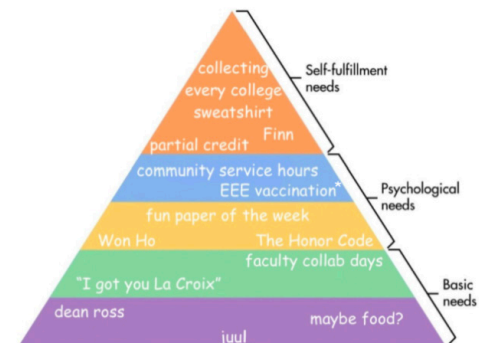 collecting
every college
sweatshirt
Finn
partial credit
community service hours
EEE vaccination*
fun paper of the week
Won Ho The Honor Code
faculty collab days
"I got you La Croix"
dean ross
maybe food?
juul
Self-fulfillment
needs
Psychological
needs
Basic
needs